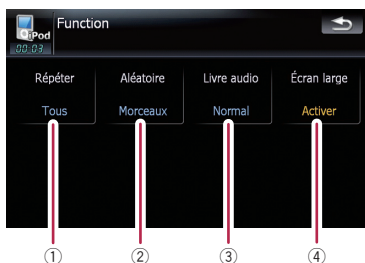 Function
iPod
00:03
Répéter Aléatoire Livre audio Écran large
Tous Morceaux Normal Activer
① ② ③ ④